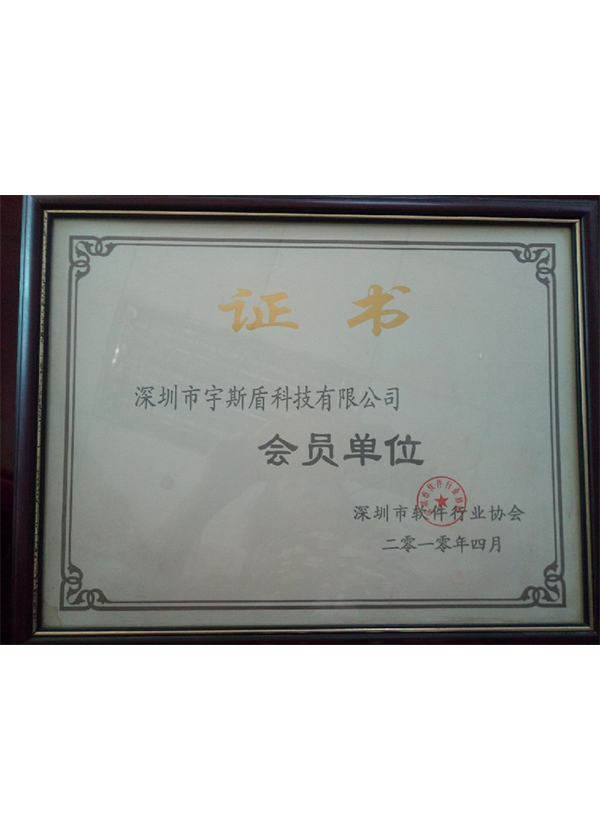 证书
深圳市宇斯盾科技有限公司
会员单位
深圳市软件行业协会
二零一零年四月